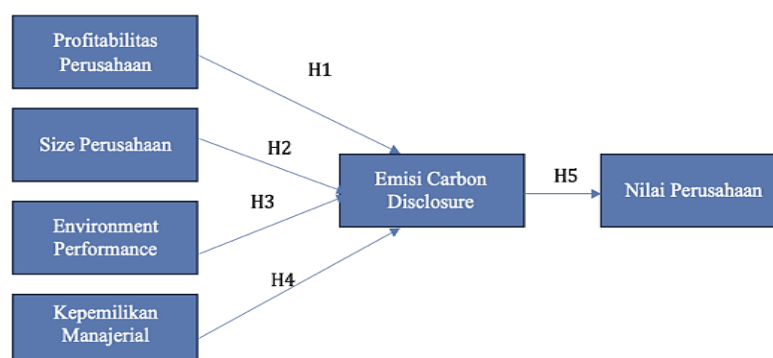 Profitabilitas
Perusahaan
H1
Size Perusahaan
H2
Emisi Carbon
Disclosure
H5
Nilai Perusahaan
H3
Environment
Performance
H4
Kepemilikan
Manajerial